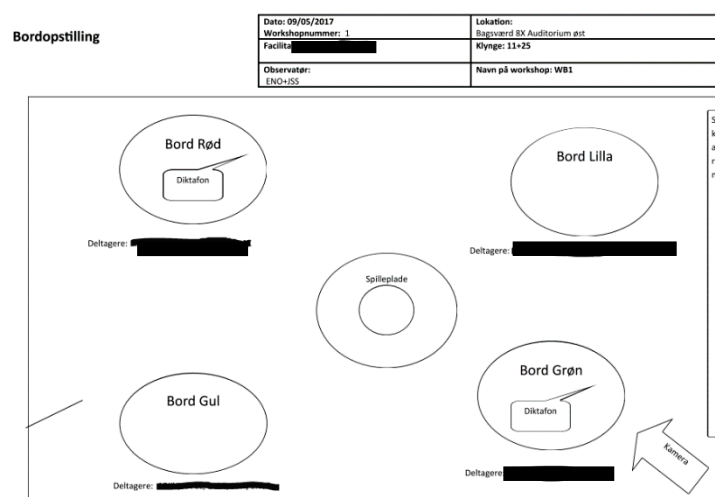 Bordopstilling
Dato: 09/05/2017
Workshopnummer: 1
Lokation:
Bagsværd 8X Auditorium øst
Facilita
Klynge: 11+25
Observatør:
ENO+JSS
Navn på workshop: WB1
Bord Rød
Diktafon
Deltagere:
Bord Lilla
Deltagere:
Spilleplade
Bord Gul
Deltagere:
Bord Grøn
Diktafon
Deltagere:
Kamera